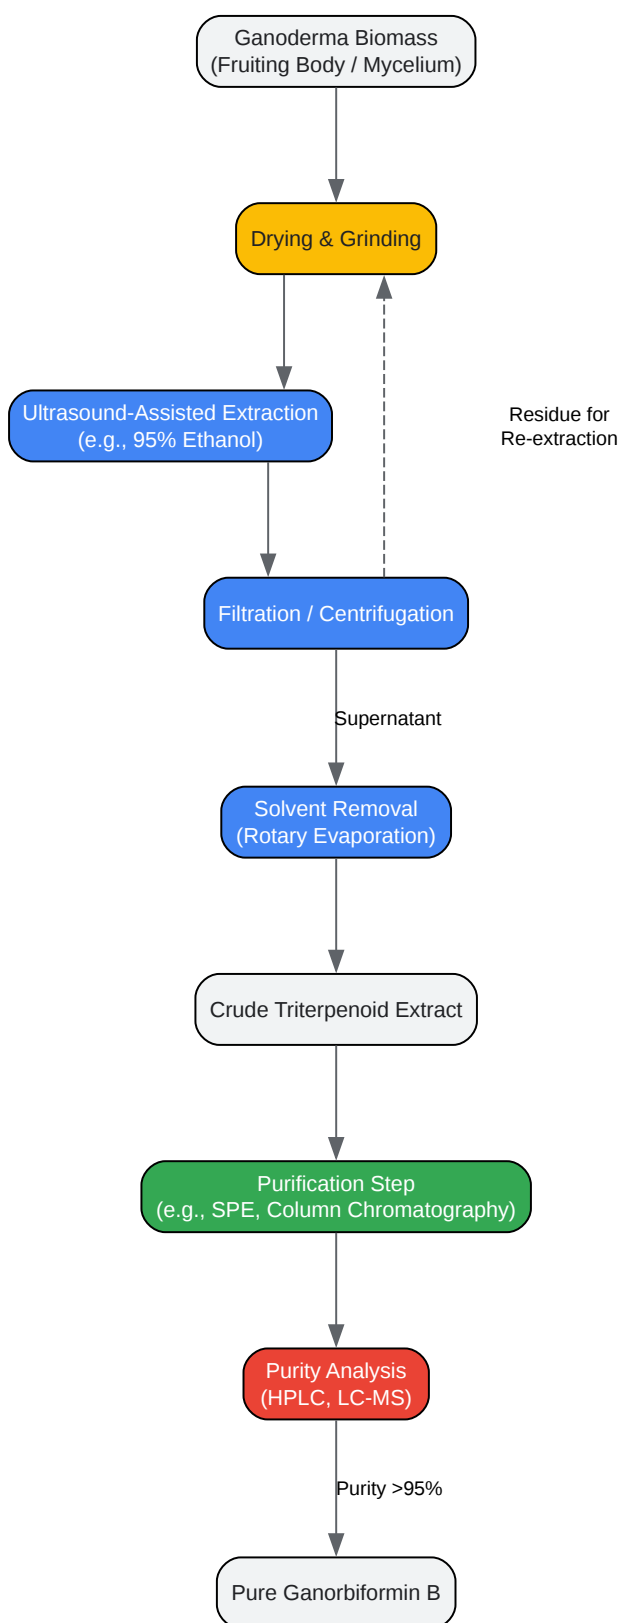 Ganoderma Biomass
(Fruiting Body / Mycelium)
Drying & Grinding
Ultrasound-Assisted Extraction
(e.g., 95% Ethanol)
Residue for
Re-extraction
Filtration / Centrifugation
Supernatant
Solvent Removal
(Rotary Evaporation)
Crude Triterpenoid Extract
Purification Step
(e.g., SPE, Column Chromatography)
Purity Analysis
(HPLC, LC-MS)
Purity >95%
Pure Ganorbiformin B